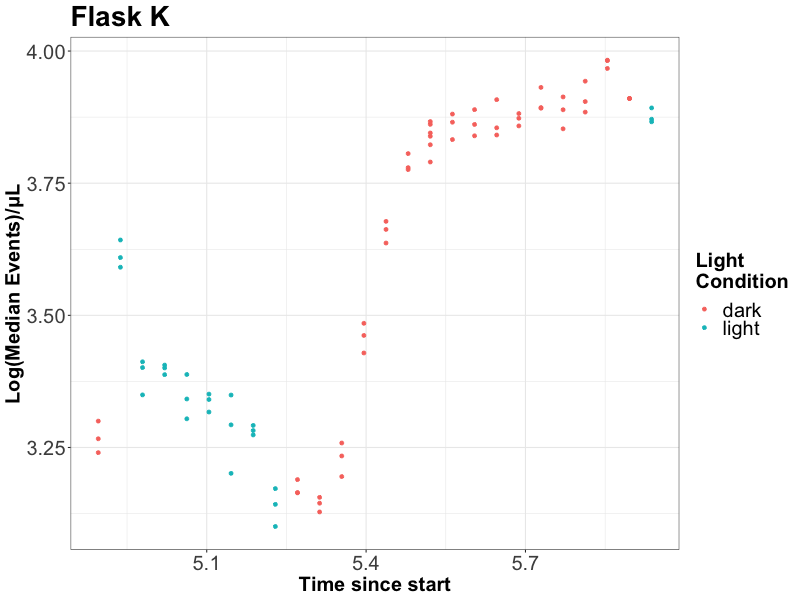 Flask K
4.00
3.75
3.50
3.25
Log(Median Events)/µL
5.1
5.4
5.7
Time since start
Light
Condition
dark
light